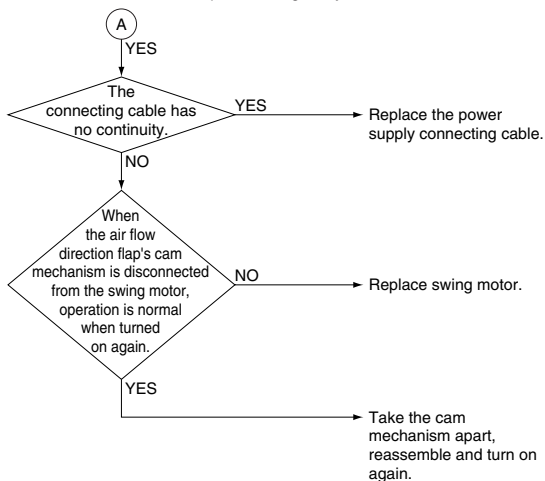 A
YES
The
connecting cable has
no continuity.
YES
Replace the power
supply connecting cable.
NO
When
the air flow
direction flap's cam
mechanism is disconnected
from the swing motor,
operation is normal
when turned
on again.
NO
Replace swing motor.
YES
Take the cam
mechanism apart,
reassemble and turn on
again.